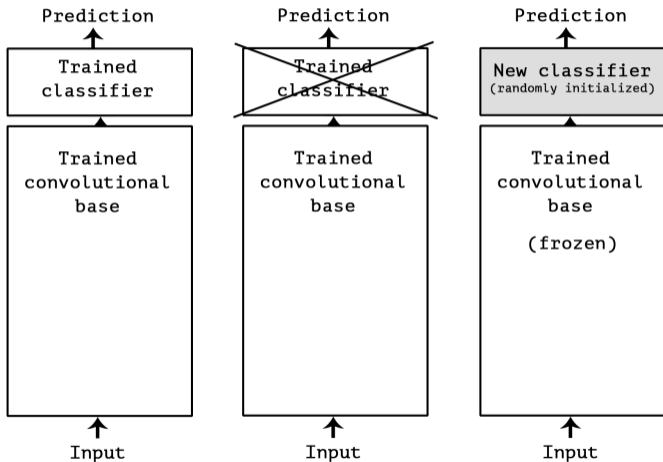 Prediction
Trained
classifier
Trained
convolutional
base
Input
Prediction
Trained
classifier
Trained
convolutional
base
Input
Prediction
New classifier
(randomly initialized)
Trained
convolutional
base
(frozen)
Input